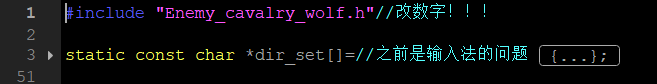 1 #include "Enemy_cavalry_wolf.h"//改数字！！！
2
3 static const char *dir_set[]=//之前是输入法的问题 {...};
51